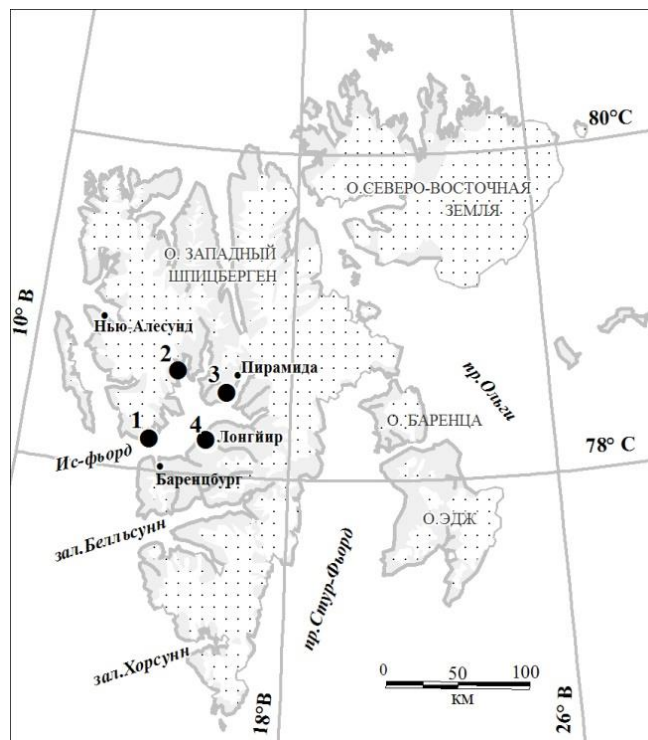 80°С
О.СЕВЕРО-ВОСТОЧНАЯ
ЗЕМЛЯ
О. ЗАПАДНЫЙ
ШПИЦБЕРГЕН
10° В
Нью Алесунд
2
3
Пирамида
пр.Ольги
1
4
Лонгйир
О. БАРЕНЦА
78° С
Ис-фьорд
Баренцбург
О.ЭДЖ
зал.Белльсунн
пр.Стур-Фьорд
зал.Хорсунн
0 50 100
КМ
18°В
26° В